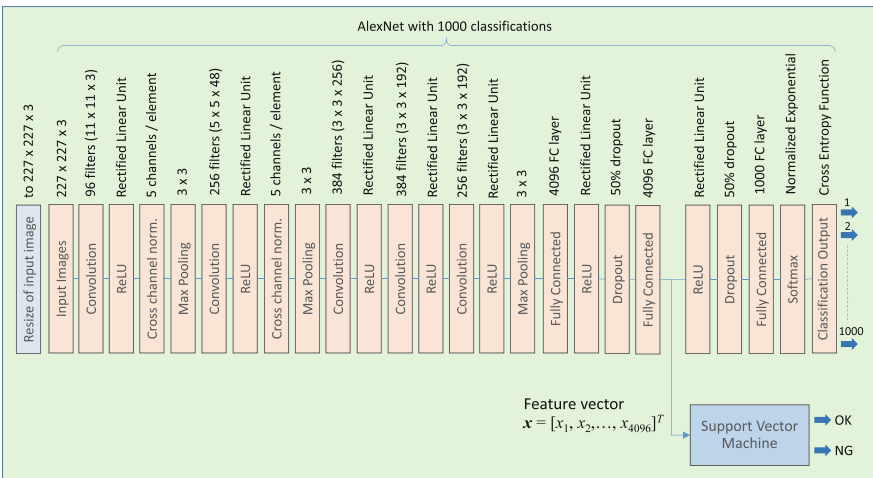 AlexNet with 1000 classifications
to 227 x 227 x 3
227 x 227 x 3
96 filters (11 x 11 x 3)
Rectified Linear Unit
5 channels / element
3 x 3
256 filters (5 x 5 x 48)
Rectified Linear Unit
5 channels / element
3 x 3
384 filters (3 x 3 x 256)
Rectified Linear Unit
384 filters (3 x 3 x 192)
Rectified Linear Unit
256 filters (3 x 3 x 192)
Rectified Linear Unit
3 x 3
4096 FC layer
Rectified Linear Unit
50% dropout
4096 FC layer
Rectified Linear Unit
50% dropout
1000 FC layer
Normalized Exponential
Cross Entropy Function
Resize of input image
Input Images
Convolution
ReLU
Cross channel norm.
Max Pooling
Convolution
ReLU
Cross channel norm.
Max Pooling
Convolution
ReLU
Convolution
ReLU
Convolution
ReLU
Max Pooling
Fully Connected
ReLU
Dropout
Fully Connected
ReLU
Dropout
Fully Connected
Softmax
Classification Output
1
2
1000
Feature vector
x = [x1, x2,…, x4096]T
Support Vector
Machine
OK
NG